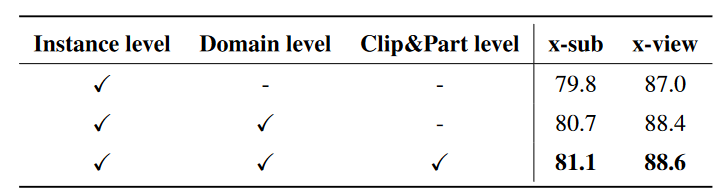 Instance level Domain level Clip&Part level x-sub x-view
✓ - - 79.8 87.0
✓ ✓ - 80.7 88.4
✓ ✓ ✓ 81.1 88.6